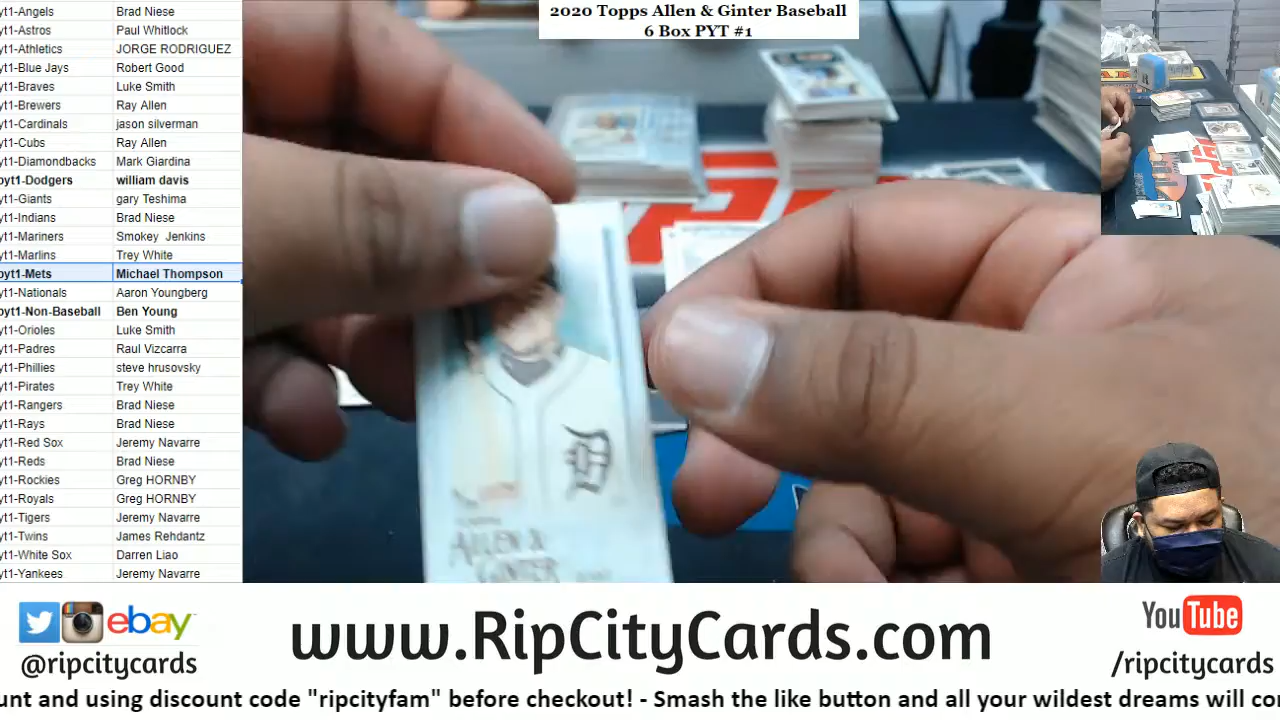 2020 Topps Allen & Ginter Baseball
6 Box PYT #1
yt1-Angels Brad Niese
yt1-Astros Paul Whitlock
yt1-Athletics JORGE RODRIGUEZ
yt1-Blue Jays Robert Good
yt1-Braves Luke Smith
yt1-Brewers Ray Allen
yt1-Cardinals jason silverman
yt1-Cubs Ray Allen
yt1-Diamondbacks Mark Giardina
pyt1-Dodgers william davis
yt1-Giants gary Teshima
yt1-Indians Brad Niese
yt1-Mariners Smokey Jenkins
yt1-Marlins Trey White
pyt1-Mets Michael Thompson
yt1-Nationals Aaron Youngberg
pyt1-Non-Baseball Ben Young
yt1-Orioles Luke Smith
yt1-Padres Raul Vizcarra
yt1-Phillies steve hrusovsky
yt1-Pirates Trey White
yt1-Rangers Brad Niese
yt1-Rays Brad Niese
yt1-Red Sox Jeremy Navarre
yt1-Reds Brad Niese
yt1-Rockies Greg HORNBY
yt1-Royals Greg HORNBY
yt1-Tigers Jeremy Navarre
yt1-Twins James Rehdantz
yt1-White Sox Darren Liao
yt1-Yankees Jeremy Navarre
D
ALLEN &
GINTER
ebay
@ripcitycards
www.RipCityCards.com
YouTube
/ripcitycards
unt and using discount code "ripcityfam" before checkout! - Smash the like button and all your wildest dreams will co